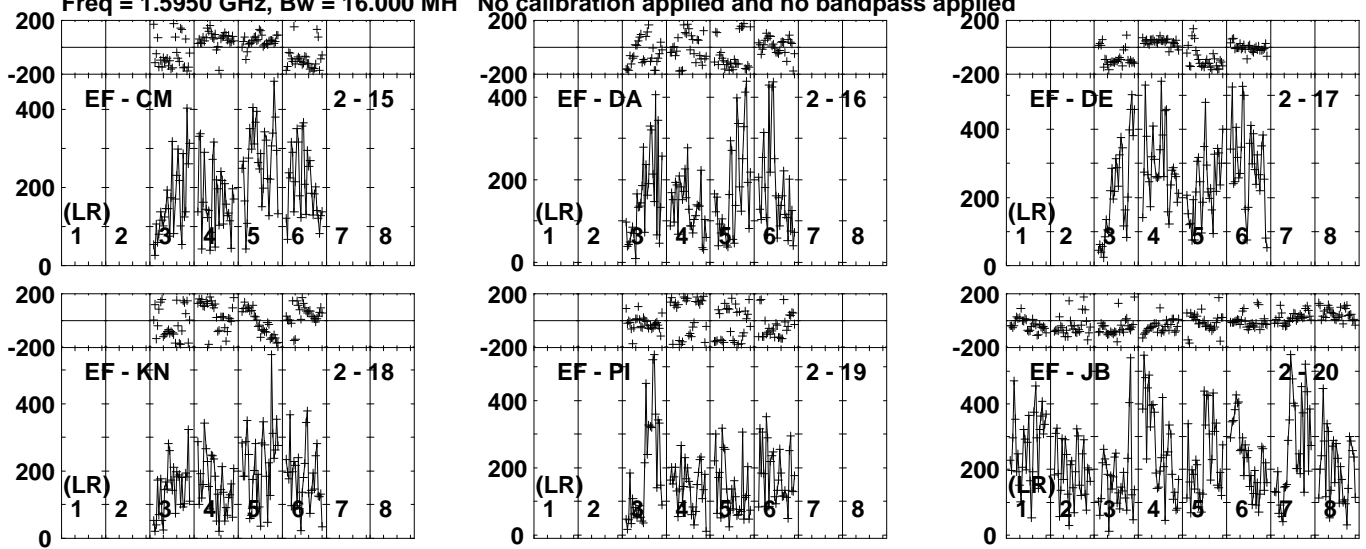 Freq = 1.5950 GHz, Bw = 16.000 MH No calibration applied and no bandpass applied
200
-200
EF - CM 2 - 15
400
200
(LR)
1 2 3 4 5 6 7 8
0
200
-200
EF - DA 2 - 16
400
200
(LR)
1 2 3 4 5 6 7 8
0
200
-200
EF - DE 2 - 17
400
200
(LR)
1 2 3 4 5 6 7 8
0
200
-200
EF - KN 2 - 18
400
200
(LR)
1 2 3 4 5 6 7 8
0
200
-200
EF - PI 2 - 19
400
200
(LR)
1 2 3 4 5 6 7 8
0
200
-200
EF - JB 2 - 20
400
200
(LR)
1 2 3 4 5 6 7 8
0